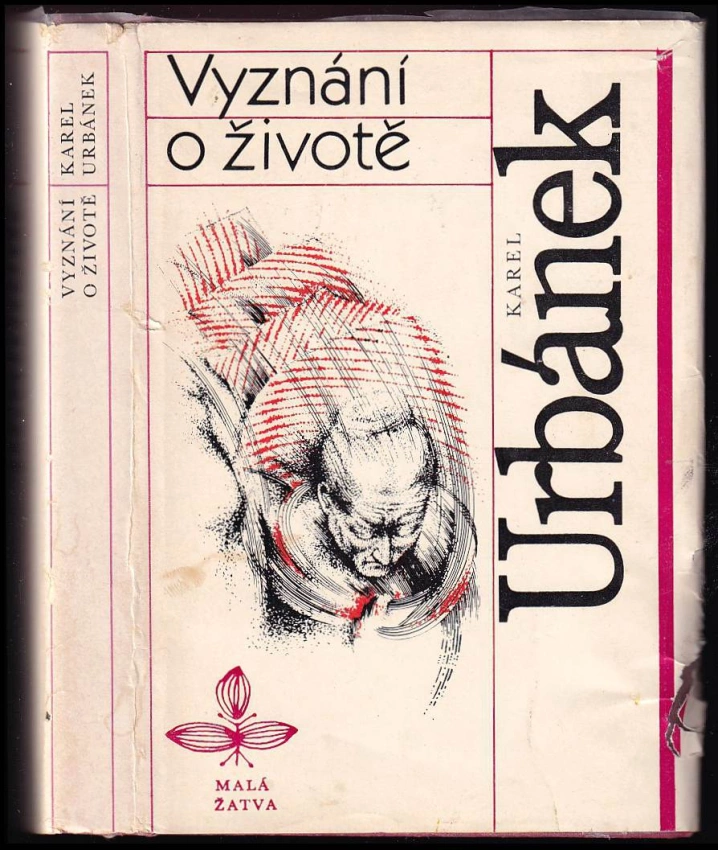 VYZNÁNÍ
O ŽIVOTĚ
KAREL
URBÁNEK
Vyznání
o životě
KAREL
Urbánek
MALÁ
ŽATVA